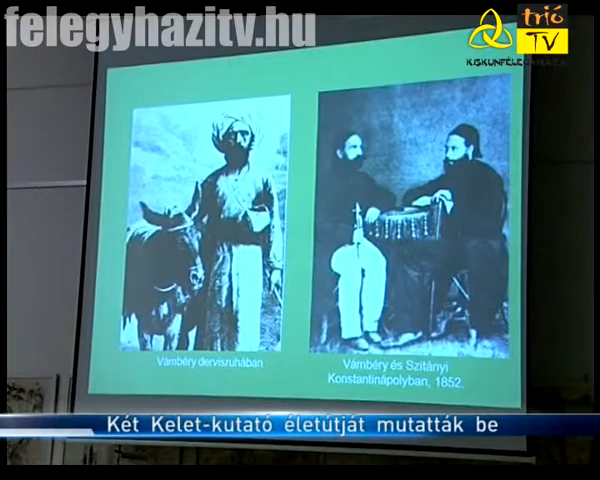 felegyhazitv.hu
trió
TV
KISKUNFÉLEGYHÁZA
Vámbéry dervisruhában
Vámbéry és Szitányi
Konstantinápolyban, 1852.
Két Kelet-kutató életútját mutatták be